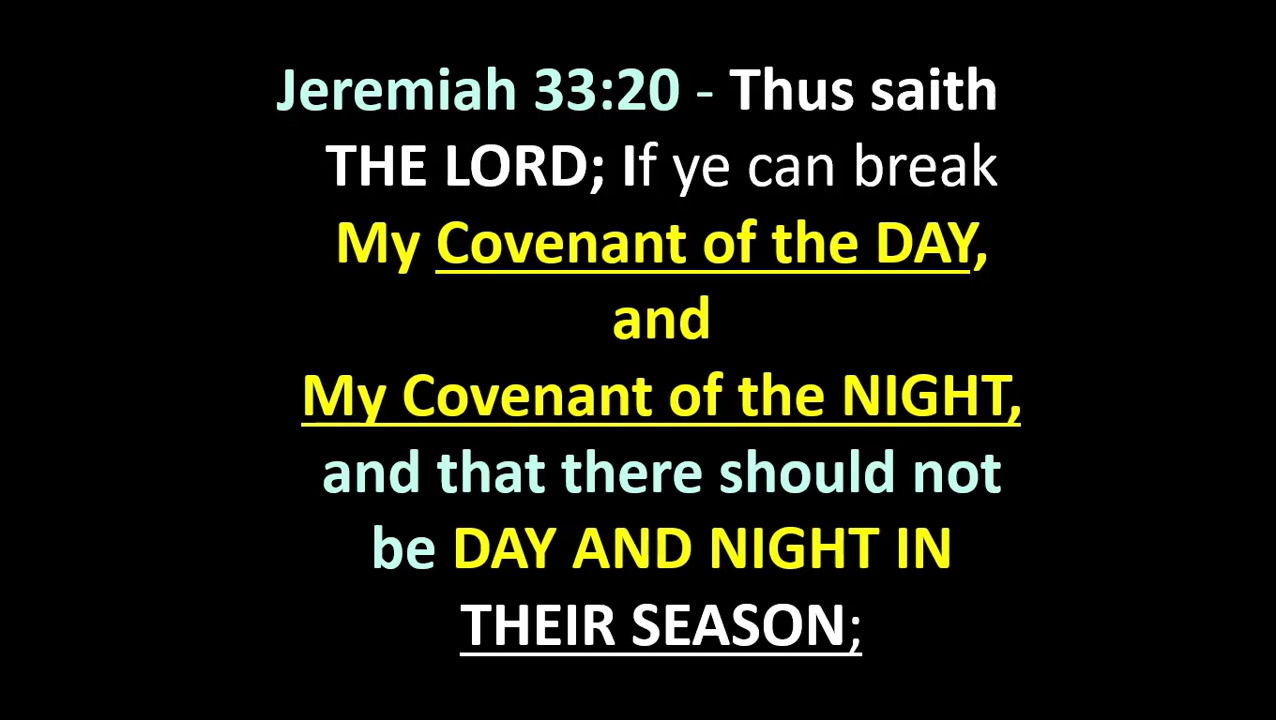 Jeremiah 33:20 - Thus saith
THE LORD; If ye can break
My Covenant of the DAY,
and
My Covenant of the NIGHT,
and that there should not
be DAY AND NIGHT IN
THEIR SEASON;